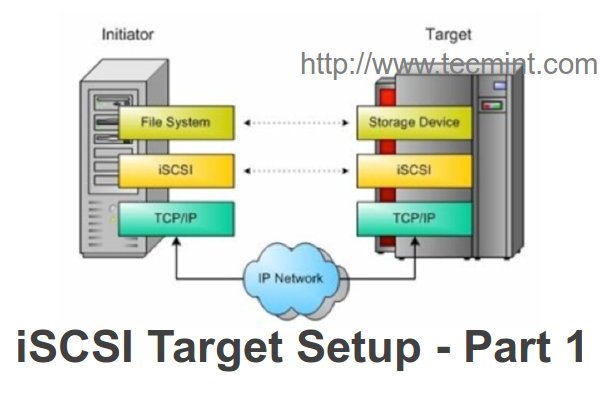 Initiator
Target
http://www.tecmint.com
File System
Storage Device
iSCSI
iSCSI
TCP/IP
TCP/IP
IP Network
iSCSI Target Setup - Part 1